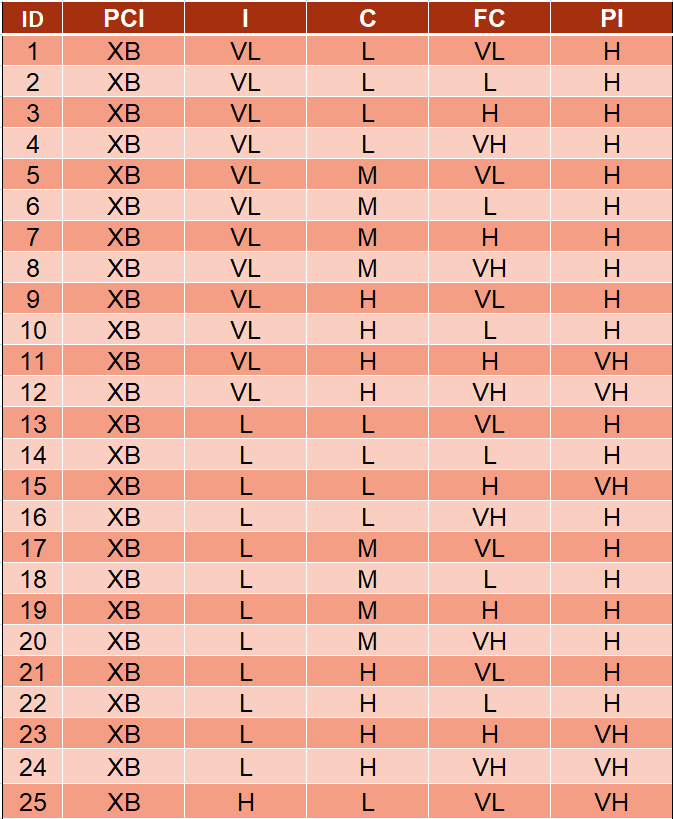 ID PCI I C FC PI
1 XB VL L VL H
2 XB VL L L H
3 XB VL L H H
4 XB VL L VH H
5 XB VL M VL H
6 XB VL M L H
7 XB VL M H H
8 XB VL M VH H
9 XB VL H VL H
10 XB VL H L H
11 XB VL H H VH
12 XB VL H VH VH
13 XB L L VL H
14 XB L L L H
15 XB L L H VH
16 XB L L VH H
17 XB L M VL H
18 XB L M L H
19 XB L M H H
20 XB L M VH H
21 XB L H VL H
22 XB L H L H
23 XB L H H VH
24 XB L H VH VH
25 XB H L VL VH